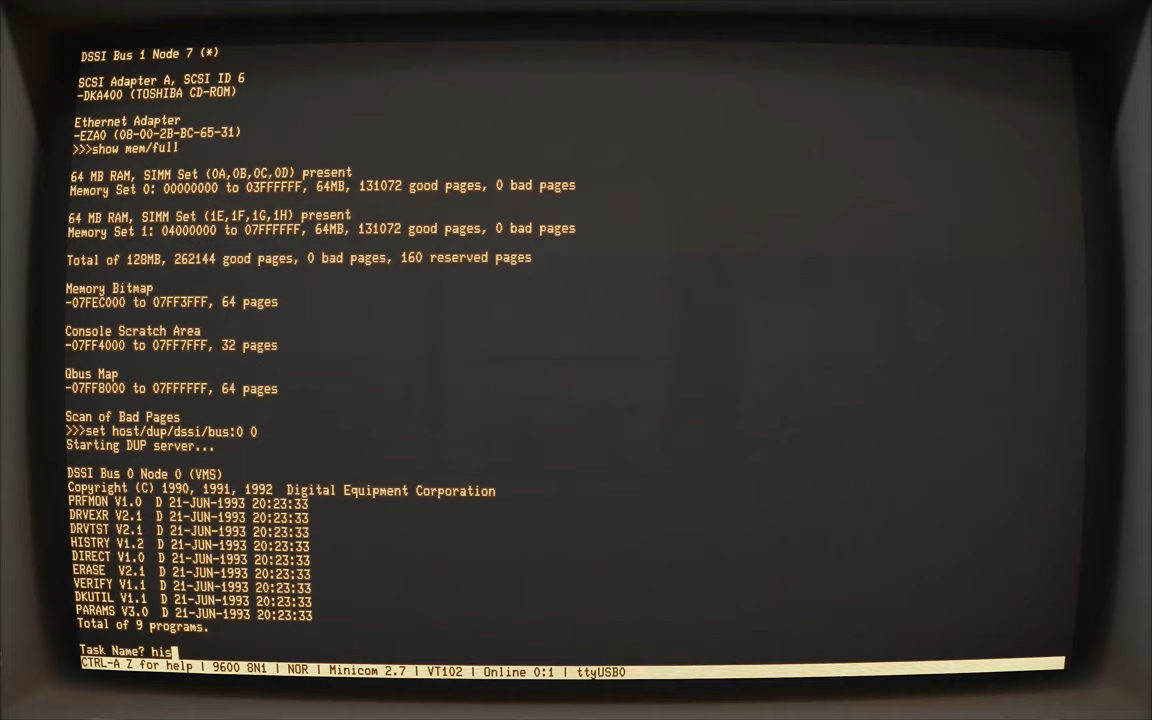 DSSI Bus 1 Node 7 (*)
SCSI Adapter A, SCSI ID 6
-DKA400 (TOSHIBA CD-ROM)
Ethernet Adapter
-EZA0 (08-00-2B-BC-65-31)
>>>show mem/full
64 MB RAM, SIMM Set (0A,0B,0C,0D) present
Memory Set 0: 00000000 to 03FFFFFF, 64MB, 131072 good pages, 0 bad pages
64 MB RAM, SIMM Set (1E,1F,1G,1H) present
Memory Set 1: 04000000 to 07FFFFFF, 64MB, 131072 good pages, 0 bad pages
Total of 128MB, 262144 good pages, 0 bad pages, 160 reserved pages
Memory Bitmap
-07FEC000 to 07FF3FFF, 64 pages
Console Scratch Area
-07FF4000 to 07FF7FFF, 32 pages
Qbus Map
-07FF8000 to 07FFFFFF, 64 pages
Scan of Bad Pages
>>>set host/dup/dssi/bus:0 0
Starting DUP server...
DSSI Bus 0 Node 0 (VMS)
Copyright (C) 1990, 1991, 1992  Digital Equipment Corporation
PRFMON V1.0  D 21-JUN-1993 20:23:33
DRVEXR V2.1  D 21-JUN-1993 20:23:33
DRVTST V2.1  D 21-JUN-1993 20:23:33
HISTRY V1.2  D 21-JUN-1993 20:23:33
DIRECT V1.0  D 21-JUN-1993 20:23:33
ERASE  V2.1  D 21-JUN-1993 20:23:33
VERIFY V1.1  D 21-JUN-1993 20:23:33
DKUTIL V1.1  D 21-JUN-1993 20:23:33
PARAMS V3.0  D 21-JUN-1993 20:23:33
Total of 9 programs.
Task Name? his
CTRL-A Z for help | 9600 8N1 | NOR | Minicom 2.7 | VT102 | Online 0:1 | ttyUSB0